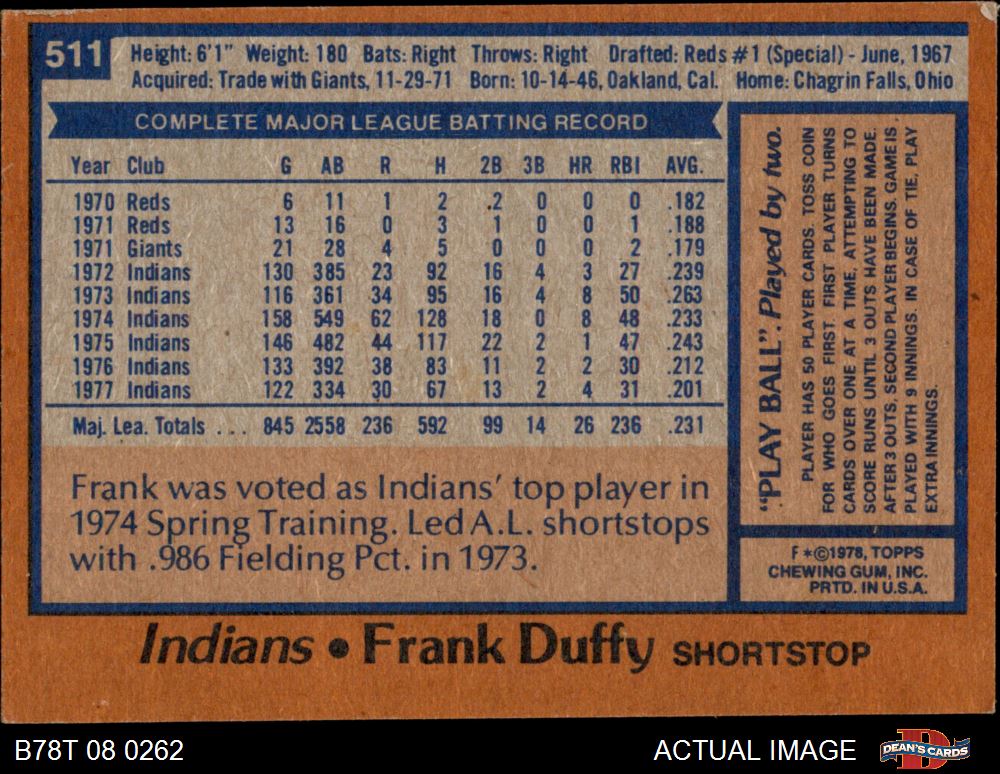 511
Height: 6'1" Weight: 180 Bats: Right Throws: Right Drafted: Reds #1 (Special) - June, 1967
Acquired: Trade with Giants, 11-29-71 Born: 10-14-46, Oakland, Cal. Home: Chagrin Falls, Ohio
COMPLETE MAJOR LEAGUE BATTING RECORD
Year Club G AB R H 2B 3B HR RBI AVG.
1970 Reds 6 11 1 2 .2 0 0 0 .182
1971 Reds 13 16 0 3 1 0 0 1 .188
1971 Giants 21 28 4 5 0 0 0 2 .179
1972 Indians 130 385 23 92 16 4 3 27 .239
1973 Indians 116 361 34 95 16 4 8 50 .263
1974 Indians 158 549 62 128 18 0 8 48 .233
1975 Indians 146 482 44 117 22 2 1 47 .243
1976 Indians 133 392 38 83 11 2 2 30 .212
1977 Indians 122 334 30 67 13 2 4 31 .201
Maj. Lea. Totals . . . 845 2558 236 592 99 14 26 236 .231
Frank was voted as Indians' top player in
1974 Spring Training. Led A.L. shortstops
with .986 Fielding Pct. in 1973.
"PLAY BALL". Played by two.
PLAYER HAS 50 PLAYER CARDS. TOSS COIN
FOR WHO GOES FIRST. FIRST PLAYER TURNS
CARDS OVER ONE AT A TIME, ATTEMPTING TO
SCORE RUNS UNTIL 3 OUTS HAVE BEEN MADE.
AFTER 3 OUTS, SECOND PLAYER BEGINS. GAME IS
PLAYED WITH 9 INNINGS. IN CASE OF TIE, PLAY
EXTRA INNINGS.
F *©1978, TOPPS
CHEWING GUM, INC.
PRTD. IN U.S.A.
Indians • Frank Duffy SHORTSTOP
B78T 08 0262 ACTUAL IMAGE
DEAN'S CARDS